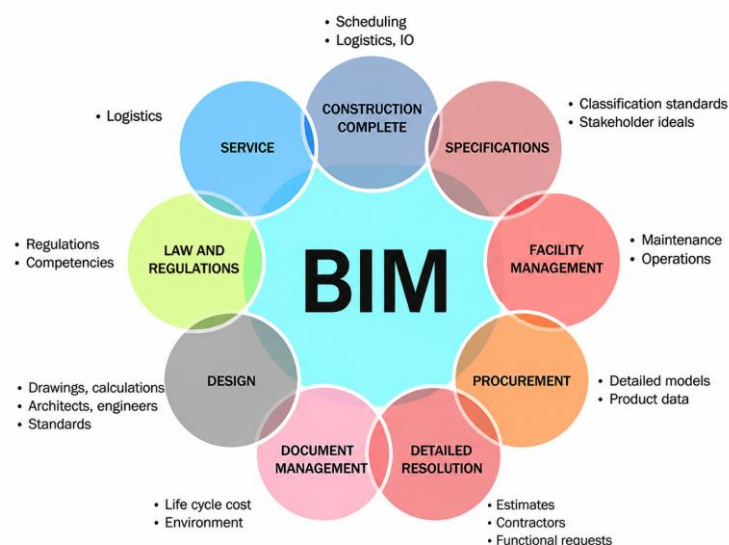 • Scheduling
• Logistics, IO
CONSTRUCTION
COMPLETE
• Classification standards
• Stakeholder ideals
SPECIFICATIONS
FACILITY
MANAGEMENT
• Maintenance
• Operations
PROCUREMENT
• Detailed models
• Product data
DETAILED
RESOLUTION
• Estimates
• Contractors
• Functional requests
DOCUMENT
MANAGEMENT
• Life cycle cost
• Environment
DESIGN
• Drawings, calculations
• Architects, engineers
• Standards
LAW AND
REGULATIONS
• Regulations
• Competencies
SERVICE
• Logistics
BIM